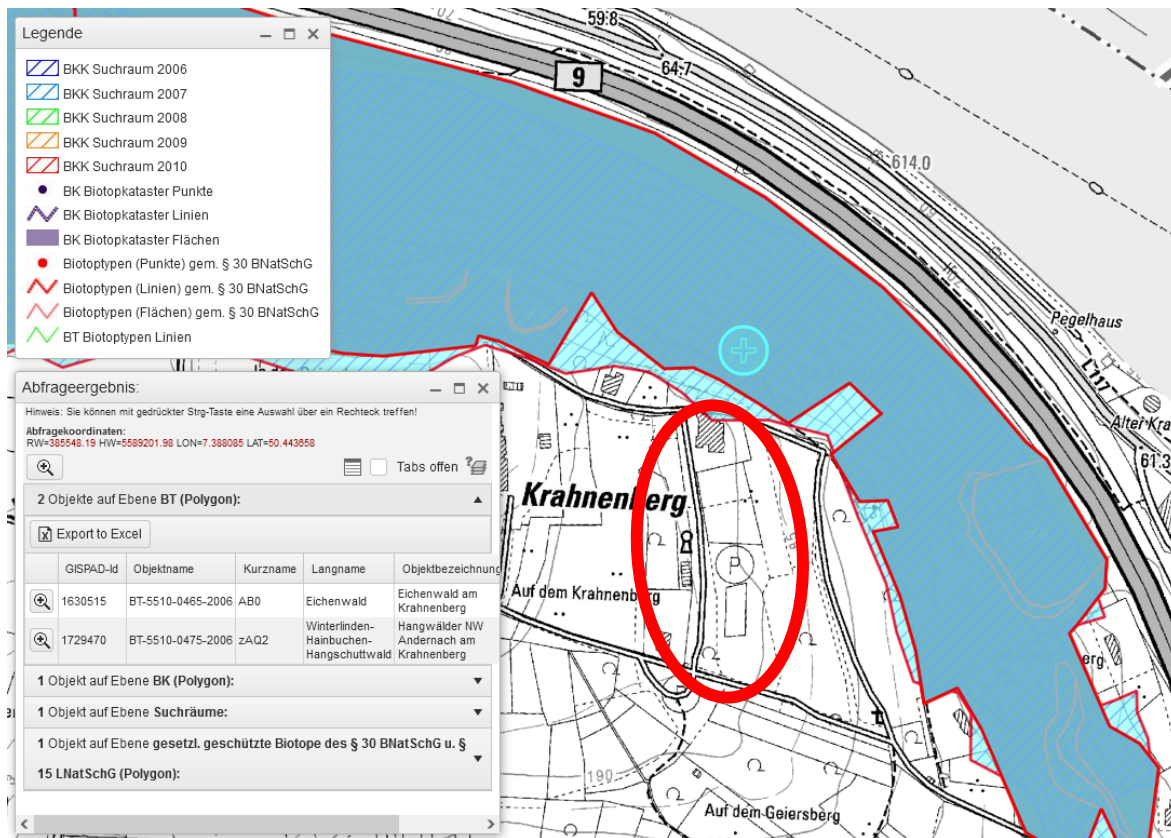 Legende
BKK Suchraum 2006
BKK Suchraum 2007
BKK Suchraum 2008
BKK Suchraum 2009
BKK Suchraum 2010
BK Biotopkataster Punkte
BK Biotopkataster Linien
BK Biotopkataster Flächen
Biotoptypen (Punkte) gem. § 30 BNatSchG
Biotoptypen (Linien) gem. § 30 BNatSchG
Biotoptypen (Flächen) gem. § 30 BNatSchG
BT Biotoptypen Linien
Abfrageergebnis:
Hinweis: Sie können mit gedrückter Strg-Taste eine Auswahl über ein Rechteck treffen!
Abfragekoordinaten:
RW=385548.19 HW=5589201.98 LON=7.388085 LAT=50.443658
Tabs offen
2 Objekte auf Ebene BT (Polygon):
Export to Excel
GISPAD-Id Objektname Kurzname Langname Objektbezeichnung
1630515 BT-5510-0465-2006 AB0 Eichenwald Eichenwald am
Krahnenberg
1729470 BT-5510-0475-2006 zAQ2 Winterlinden- Hangwälder NW
Hainbuchen- Andernach am
Hangschuttwald Krahnenberg
1 Objekt auf Ebene BK (Polygon):
1 Objekt auf Ebene Suchräume:
1 Objekt auf Ebene gesetzl. geschützte Biotope des § 30 BNatSchG u. §
15 LNatSchG (Polygon):
59.8
64.7
9
614.0
60
Pegelhaus
L117
Alter Kra
61.3
Krahnenberg
P
85
Auf dem Krahnenberg
erg
190
Auf dem Geiersberg